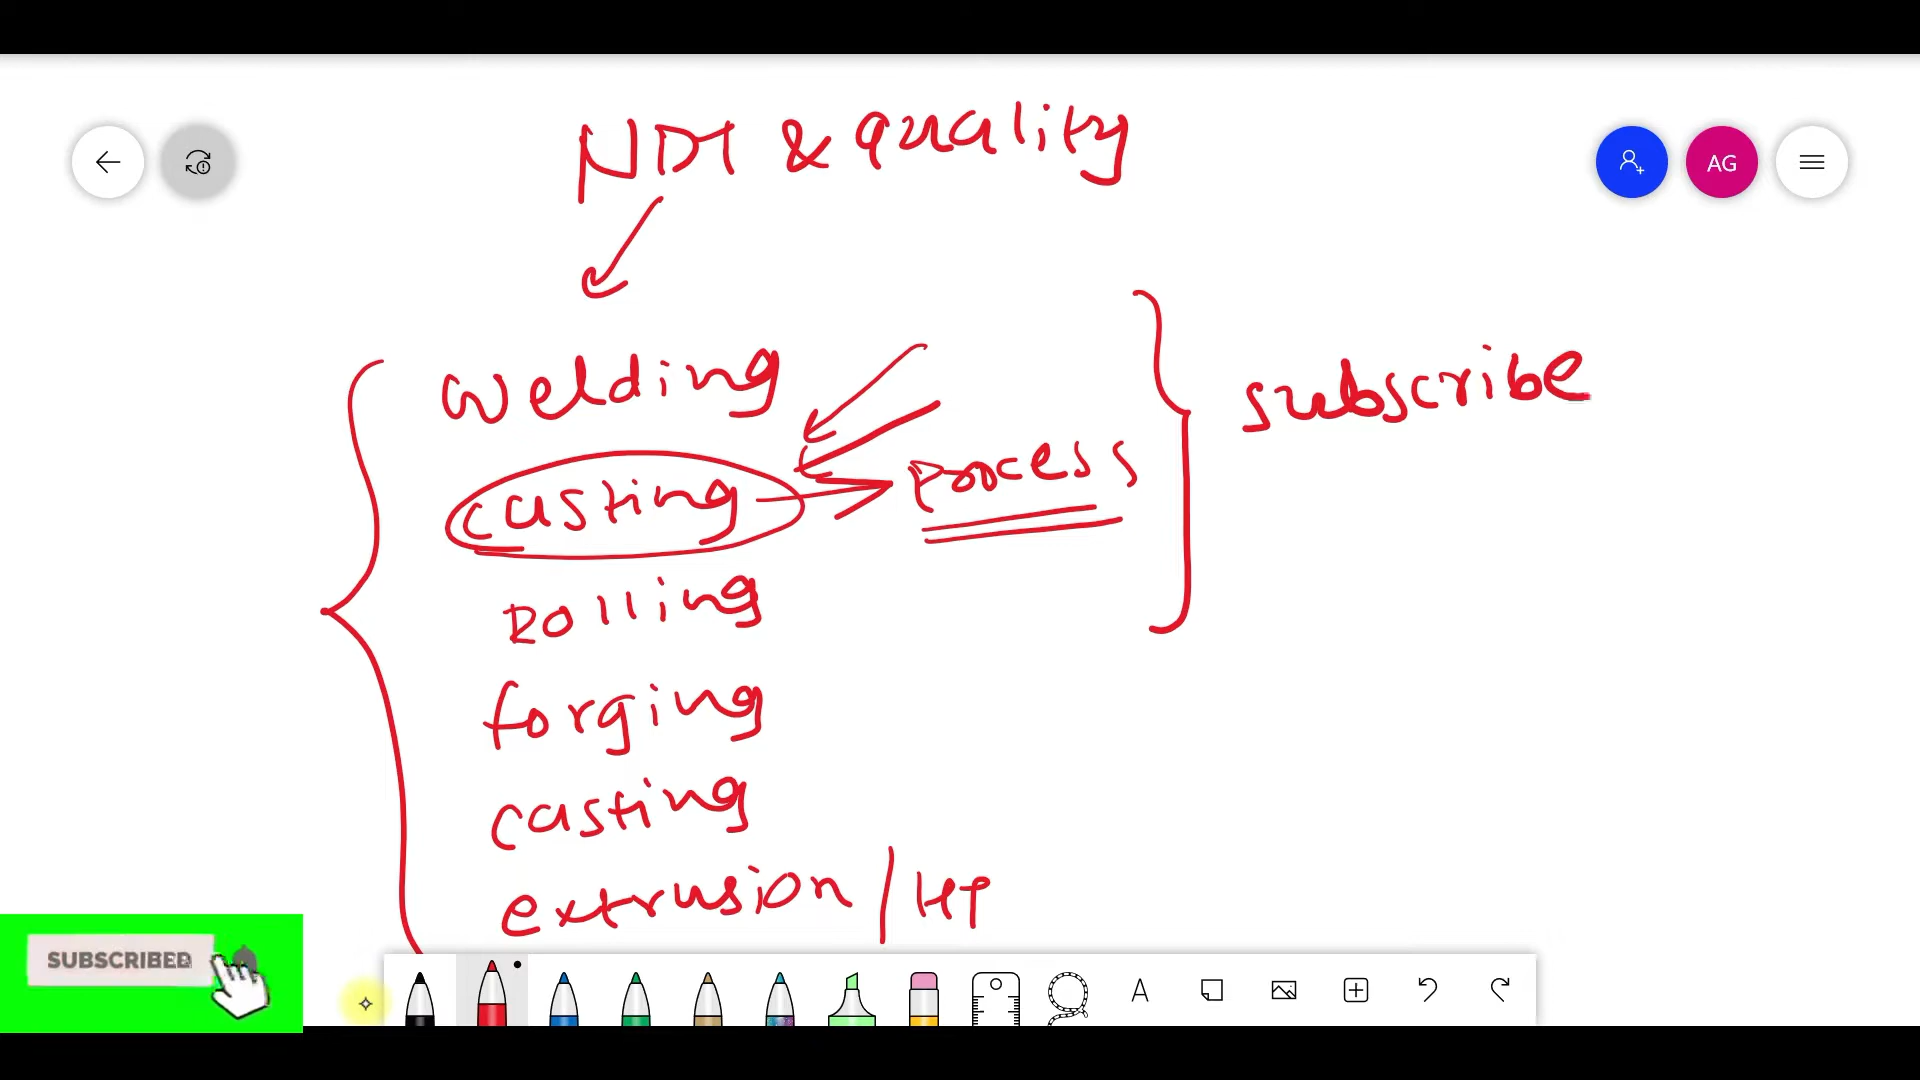 NDT & quality
AG
welding
subscribe
casting → process
Rolling
forging
casting
extrusion / HT
SUBSCRIBED
A